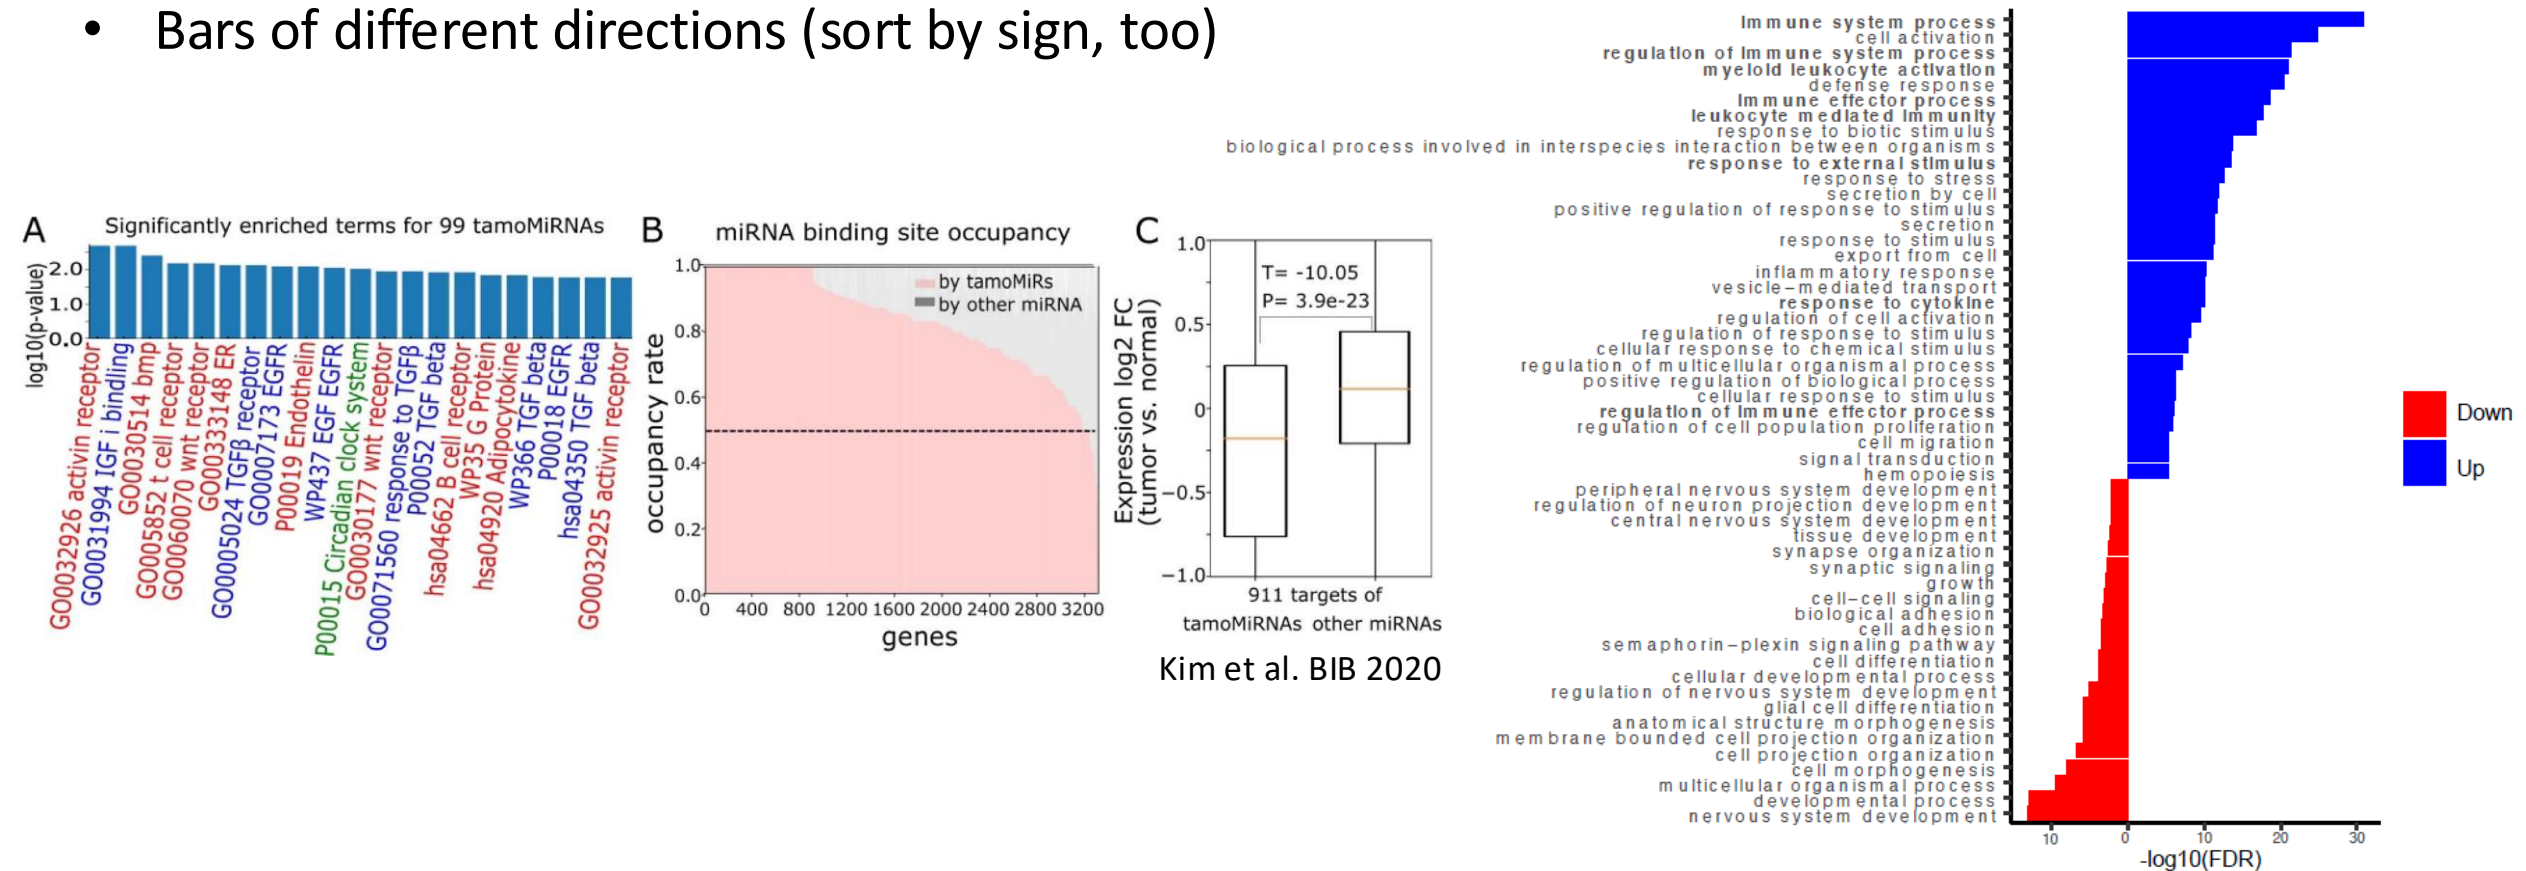 • Bars of different directions (sort by sign, too)
A
Significantly enriched terms for 99 tamoMiRNAs
log10(p-value)
2.0
1.0
0.0
GO0032926 activin receptor
GO0031994 IGF i bindling
GO0030514 bmp
GO0005852 t cell receptor
GO0060070 wnt receptor
GO0033148 ER
GO0005024 TGFβ receptor
GO0007173 EGFR
P00019 Endothelin
WP437 EGF EGFR
P00015 Circadian clock system
GO0030177 wnt receptor
GO0071560 response to TGFβ
P00052 TGF beta
hsa04662 B cell receptor
WP35 G Protein
hsa04920 Adipocytokine
WP366 TGF beta
P00018 EGFR
hsa04350 TGF beta
GO0032925 activin receptor
B
miRNA binding site occupancy
by tamoMiRs
by other miRNA
occupancy rate
1.0
0.8
0.6
0.4
0.2
0.0
0 400 800 1200 1600 2000 2400 2800 3200
genes
C
Expression log2 FC
(tumor vs. normal)
1.0
0.5
0
−0.5
−1.0
T= -10.05
P= 3.9e-23
911 targets of
tamoMiRNAs other miRNAs
Kim et al. BIB 2020
Immune system process
cell activation
regulation of immune system process
myeloid leukocyte activation
defense response
Immune effector process
leukocyte mediated immunity
response to biotic stimulus
biological process involved in interspecies interaction between organisms
response to external stimulus
response to stress
secretion by cell
positive regulation of response to stimulus
secretion
response to stimulus
export from cell
inflammatory response
vesicle−mediated transport
response to cytokine
regulation of cell activation
regulation of response to stimulus
cellular response to chemical stimulus
regulation of multicellular organismal process
positive regulation of biological process
cellular response to stimulus
regulation of immune effector process
regulation of cell population proliferation
cell migration
signal transduction
hemopoiesis
peripheral nervous system development
regulation of neuron projection development
central nervous system development
tissue development
synapse organization
synaptic signaling
growth
cell−cell signaling
biological adhesion
cell adhesion
semaphorin−plexin signaling pathway
cell differentiation
cellular developmental process
regulation of nervous system development
glial cell differentiation
anatomical structure morphogenesis
membrane bounded cell projection organization
cell projection organization
cell morphogenesis
multicellular organismal process
developmental process
nervous system development
10 0 10 20 30
-log10(FDR)
Down
Up